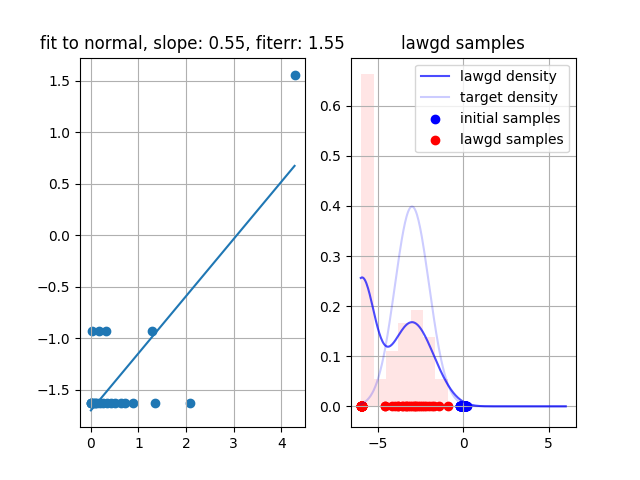 fit to normal, slope: 0.55, fiterr: 1.55
lawgd samples
lawgd density
target density
initial samples
lawgd samples
1.5
1.0
0.5
0.0
−0.5
−1.0
−1.5
0 1 2 3 4
0.6
0.5
0.4
0.3
0.2
0.1
0.0
−5 0 5